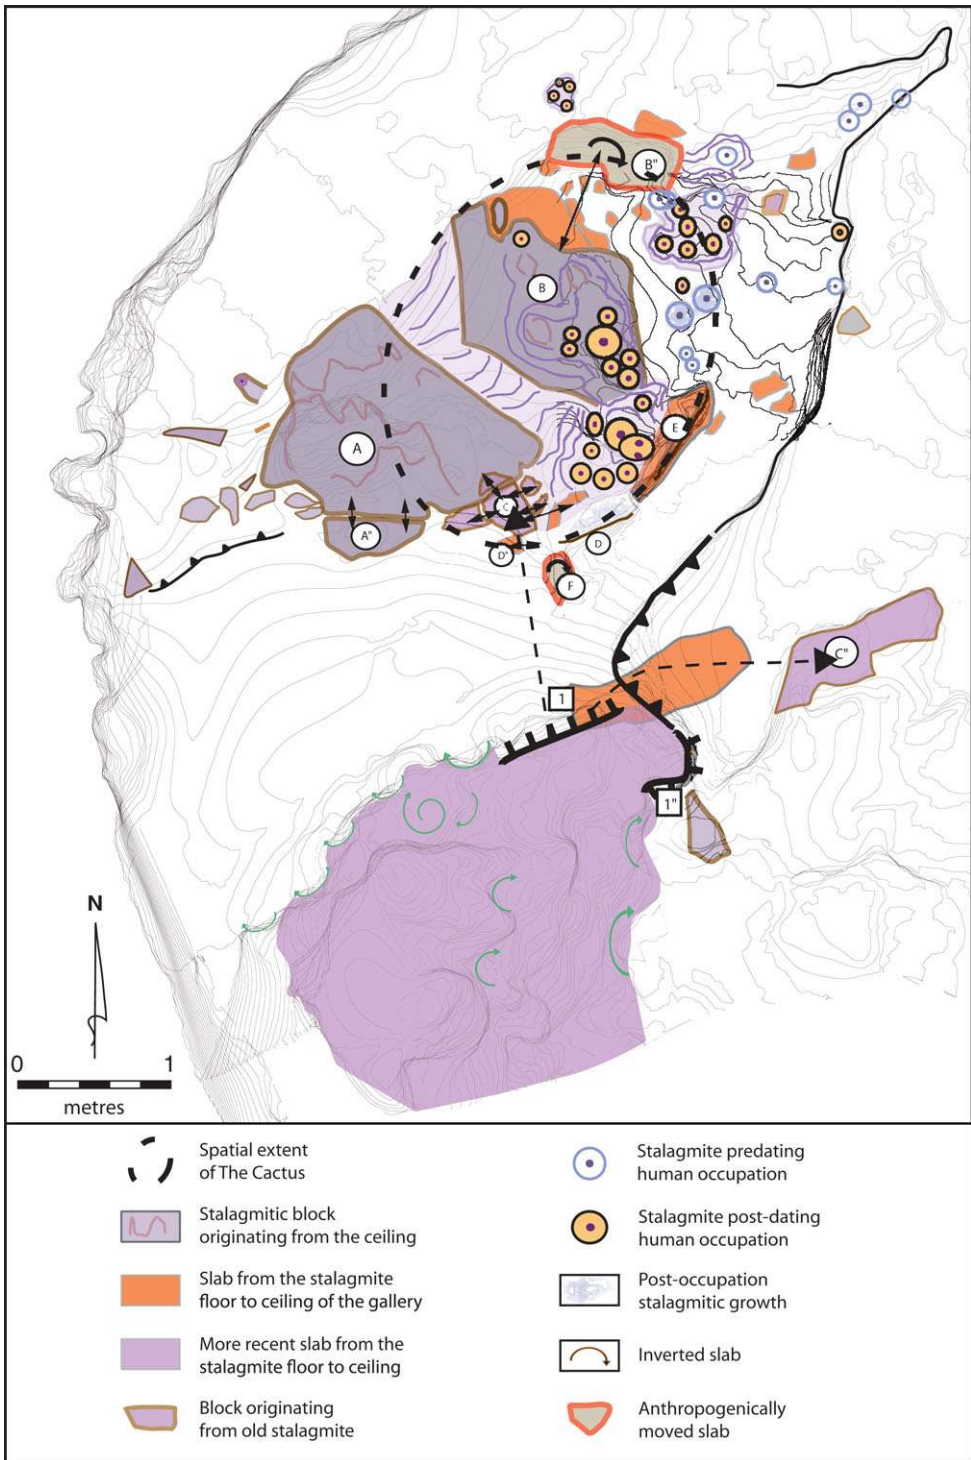 B"
B
E
A
C
A"
D"
D
F
C"
1
1"
N
0 1
metres
Spatial extent
of The Cactus
Stalagmitic block
originating from the ceiling
Slab from the stalagmite
floor to ceiling of the gallery
More recent slab from the
stalagmite floor to ceiling
Block originating
from old stalagmite
Stalagmite predating
human occupation
Stalagmite post-dating
human occupation
Post-occupation
stalagmitic growth
Inverted slab
Anthropogenically
moved slab